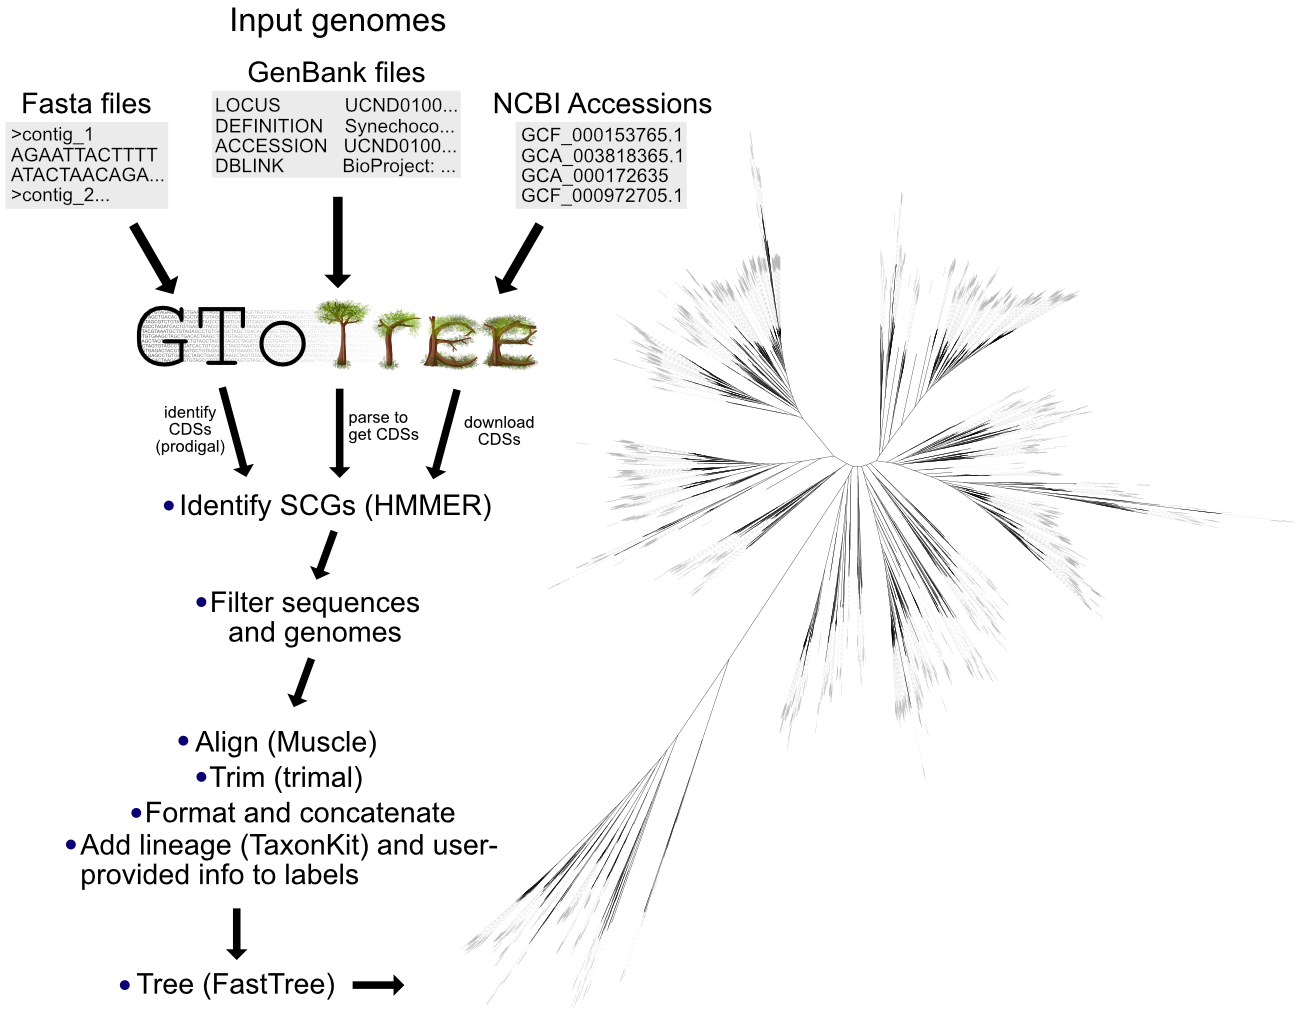 Input genomes
Fasta files
>contig_1
AGAATTACTTTT
ATACTAACAGA...
>contig_2...
GenBank files
LOCUS UCND0100...
DEFINITION Synechoco...
ACCESSION UCND0100...
DBLINK BioProject: ...
NCBI Accessions
GCF_000153765.1
GCA_003818365.1
GCA_000172635
GCF_000972705.1
GToTree
identify
CDSs
(prodigal)
parse to
get CDSs
download
CDSs
• Identify SCGs (HMMER)
• Filter sequences
and genomes
• Align (Muscle)
• Trim (trimal)
• Format and concatenate
• Add lineage (TaxonKit) and user-
provided info to labels
• Tree (FastTree)